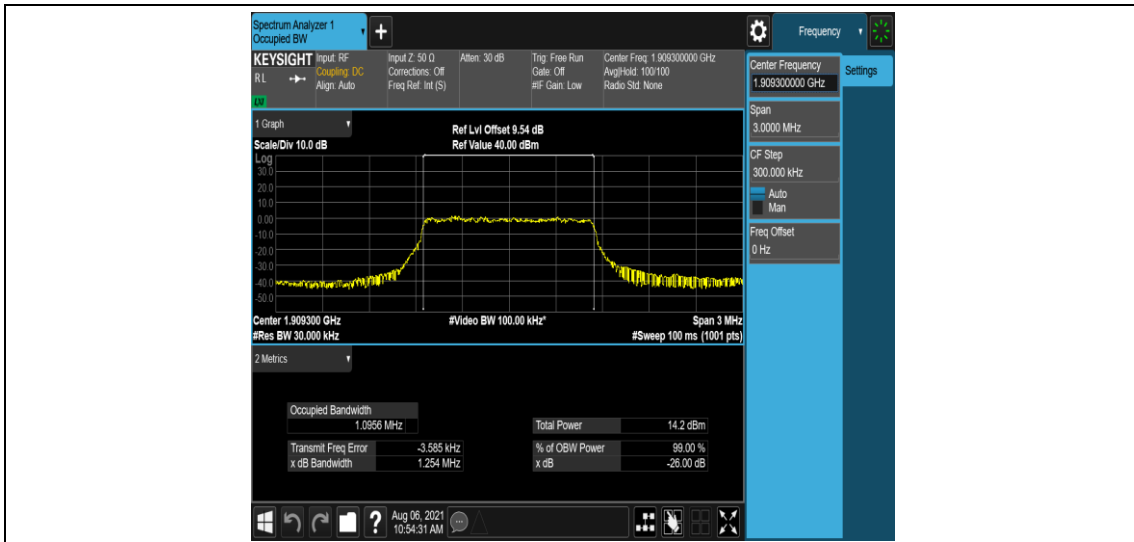 Spectrum Analyzer 1
Occupied BW
Frequency
KEYSIGHT
RL
LM
Input: RF
Coupling: DC
Align: Auto
Input Z: 50 Ω
Corrections: Off
Freq Ref: Int (S)
Atten: 30 dB
Trig: Free Run
Gate: Off
#IF Gain: Low
Center Freq: 1.909300000 GHz
Avg|Hold: 100/100
Radio Std: None
Center Frequency
1.909300000 GHz
Settings
Span
3.0000 MHz
CF Step
300.000 kHz
Auto
Man
Freq Offset
0 Hz
1 Graph
Scale/Div 10.0 dB
Ref Lvl Offset 9.54 dB
Ref Value 40.00 dBm
Log
30.0
20.0
10.0
0.00
-10.0
-20.0
-30.0
-40.0
-50.0
Center 1.909300 GHz
#Video BW 100.00 kHz*
Span 3 MHz
#Res BW 30.000 kHz
#Sweep 100 ms (1001 pts)
2 Metrics
Occupied Bandwidth
1.0956 MHz
Total Power 14.2 dBm
Transmit Freq Error -3.585 kHz
% of OBW Power 99.00 %
x dB Bandwidth 1.254 MHz
x dB -26.00 dB
?
Aug 06, 2021
10:54:31 AM